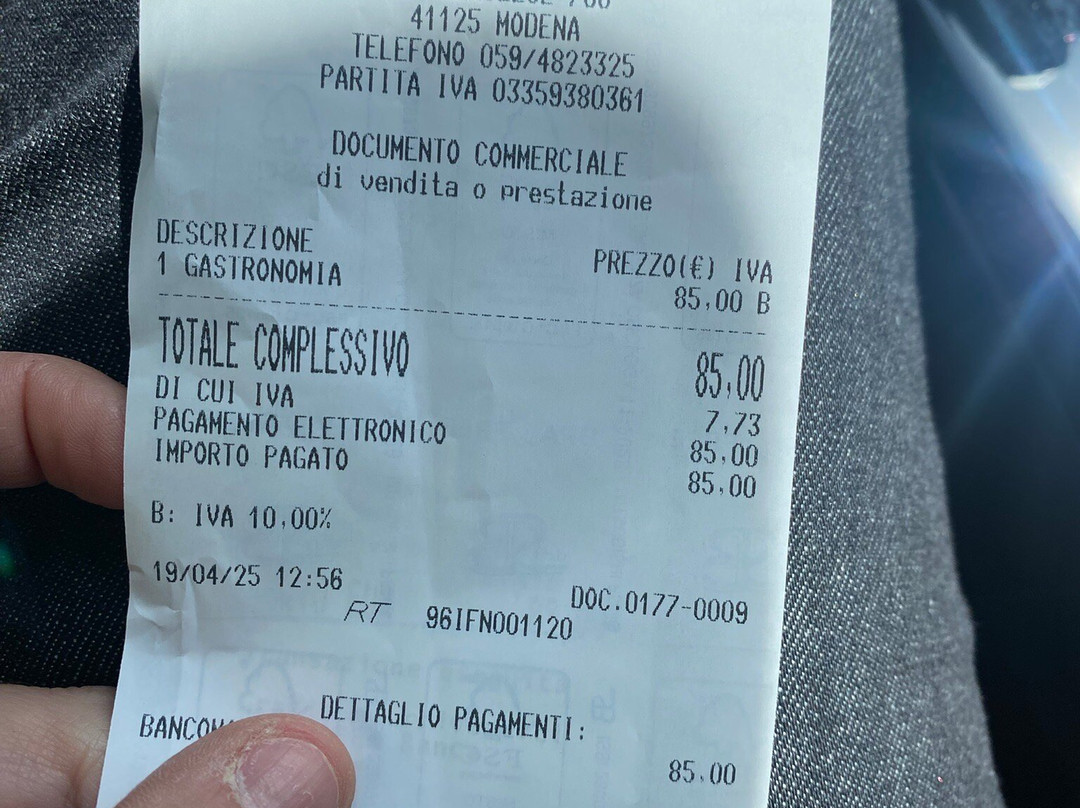 41125 MODENA
TELEFONO 059/4823325
PARTITA IVA 03359380361
DOCUMENTO COMMERCIALE
di vendita o prestazione
DESCRIZIONE PREZZO(€) IVA
1 GASTRONOMIA 85,00 B
TOTALE COMPLESSIVO 85,00
DI CUI IVA 7,73
PAGAMENTO ELETTRONICO 85,00
IMPORTO PAGATO 85,00
B: IVA 10,00%
19/04/25 12:56 DOC.0177-0009
RT 96IFN001120
DETTAGLIO PAGAMENTI:
85,00